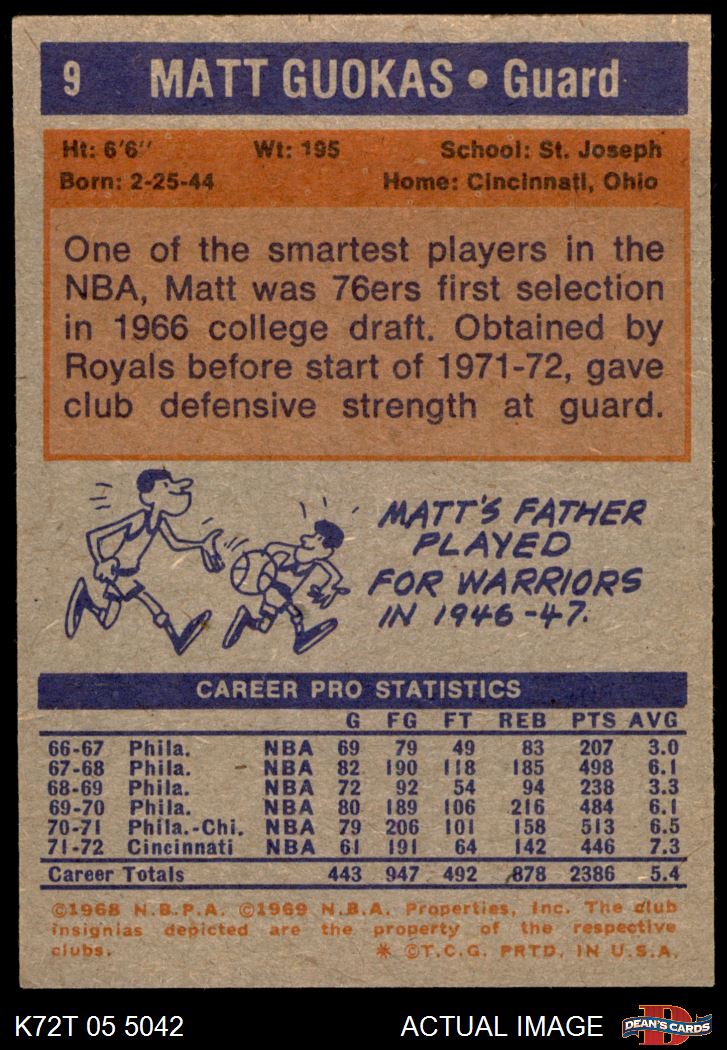 9 MATT GUOKAS • Guard
Ht: 6'6" Wt: 195 School: St. Joseph
Born: 2-25-44 Home: Cincinnati, Ohio
One of the smartest players in the
NBA, Matt was 76ers first selection
in 1966 college draft. Obtained by
Royals before start of 1971-72, gave
club defensive strength at guard.
MATT'S FATHER
PLAYED
FOR WARRIORS
IN 1946-47.
CAREER PRO STATISTICS
G FG FT REB PTS AVG
66-67 Phila. NBA 69 79 49 83 207 3.0
67-68 Phila. NBA 82 190 118 185 498 6.1
68-69 Phila. NBA 72 92 54 94 238 3.3
69-70 Phila. NBA 80 189 106 216 484 6.1
70-71 Phila.-Chi. NBA 79 206 101 158 513 6.5
71-72 Cincinnati NBA 61 191 64 142 446 7.3
Career Totals 443 947 492 878 2386 5.4
©1968 N.B.P.A. ©1969 N.B.A. Properties, Inc. The club
insignias depicted are the property of the respective
clubs. * ©T.C.G. PRTD. IN U.S.A.
K72T 05 5042 ACTUAL IMAGE D DEAN'S CARDS